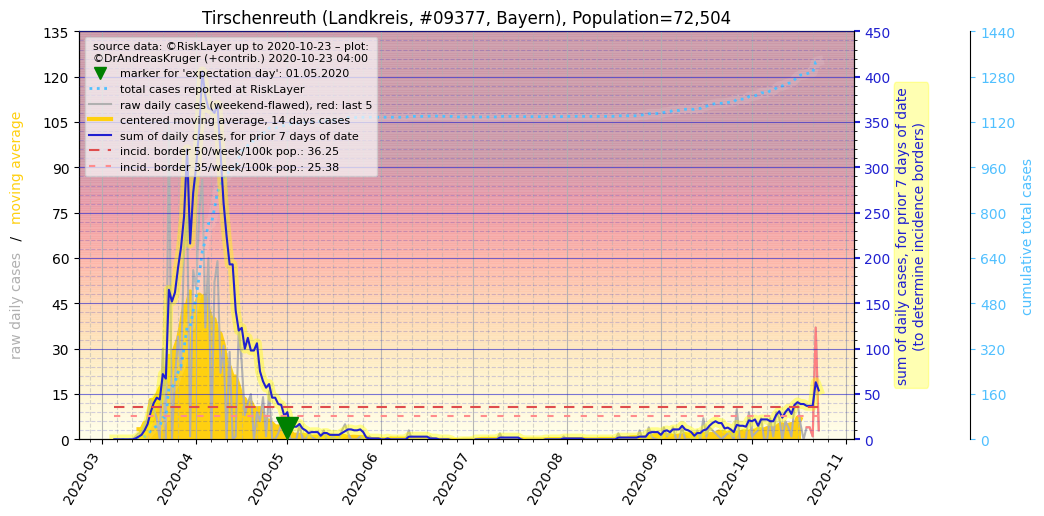 Tirschenreuth (Landkreis, #09377, Bayern), Population=72,504
source data: ©RiskLayer up to 2020-10-23 – plot:
©DrAndreasKruger (+contrib.) 2020-10-23 04:00
marker for 'expectation day': 01.05.2020
total cases reported at RiskLayer
raw daily cases (weekend-flawed), red: last 5
centered moving average, 14 days cases
sum of daily cases, for 7 days of date
incid. border 50/week/100k pop.: 36.25
incid. border 35/week/100k pop.: 25.38
raw daily cases / moving average
135
120
105
90
75
60
45
30
15
0
2020-03
2020-04
2020-05
2020-06
2020-07
2020-08
2020-09
2020-10
2020-11
450
400
350
300
250
200
150
100
50
0
sum of daily cases, for prior 7 days of date
(to determine incidence borders)
1440
1280
1120
960
800
640
480
320
160
0
cumulative total cases